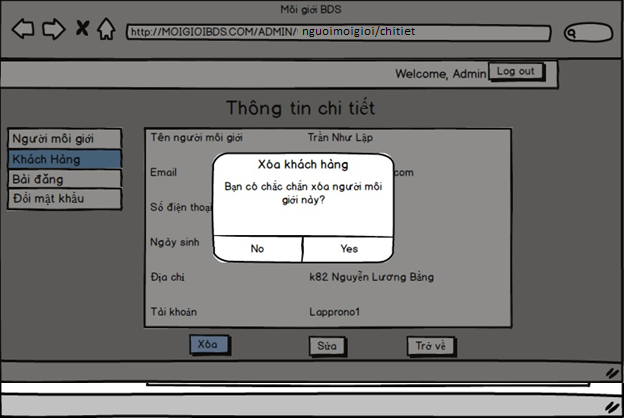 Môi giới BDS
http://MOIGIOIBDS.COM/ADMIN/ nguoimoigioi/chitiet
Welcome, Admin Log out
Thông tin chi tiết
Người môi giới
Khách Hàng
Bài đăng
Đổi mật khẩu
Tên người môi giới Trần Như Lập
Email .com
Số điện thoại
Ngày sinh
Địa chỉ k82 Nguyễn Lương Bằng
Tài khoản Lapprono1
Xóa khách hàng
Bạn có chắc chắn xóa người môi
giới này?
No Yes
Xóa Sửa Trở về